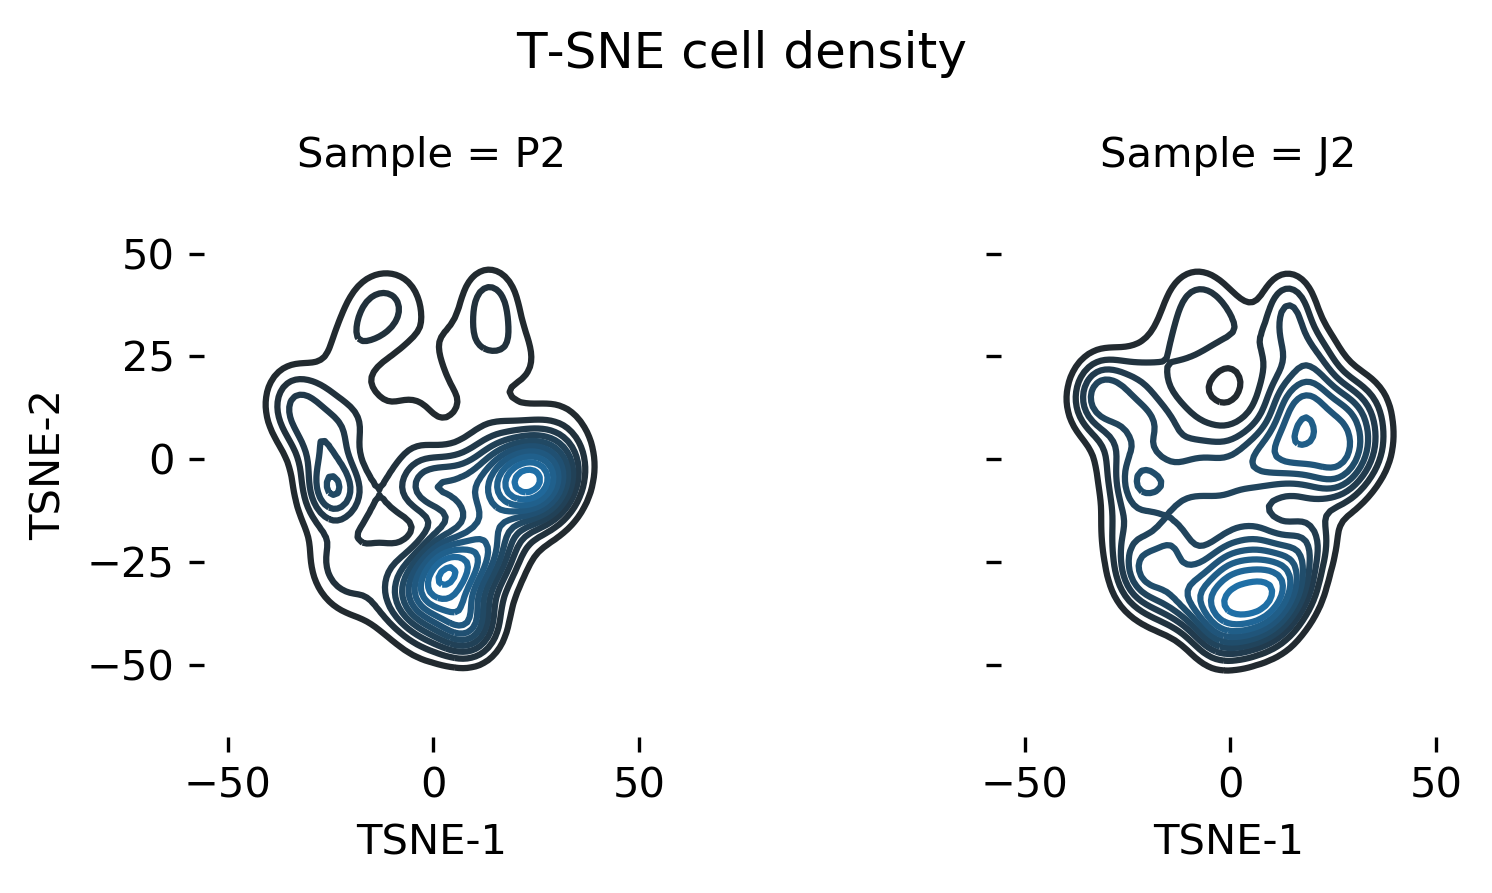 T-SNE cell density
Sample = P2
Sample = J2
50
25
0
−25
−50
TSNE-2
−50 0 50
−50 0 50
TSNE-1
TSNE-1